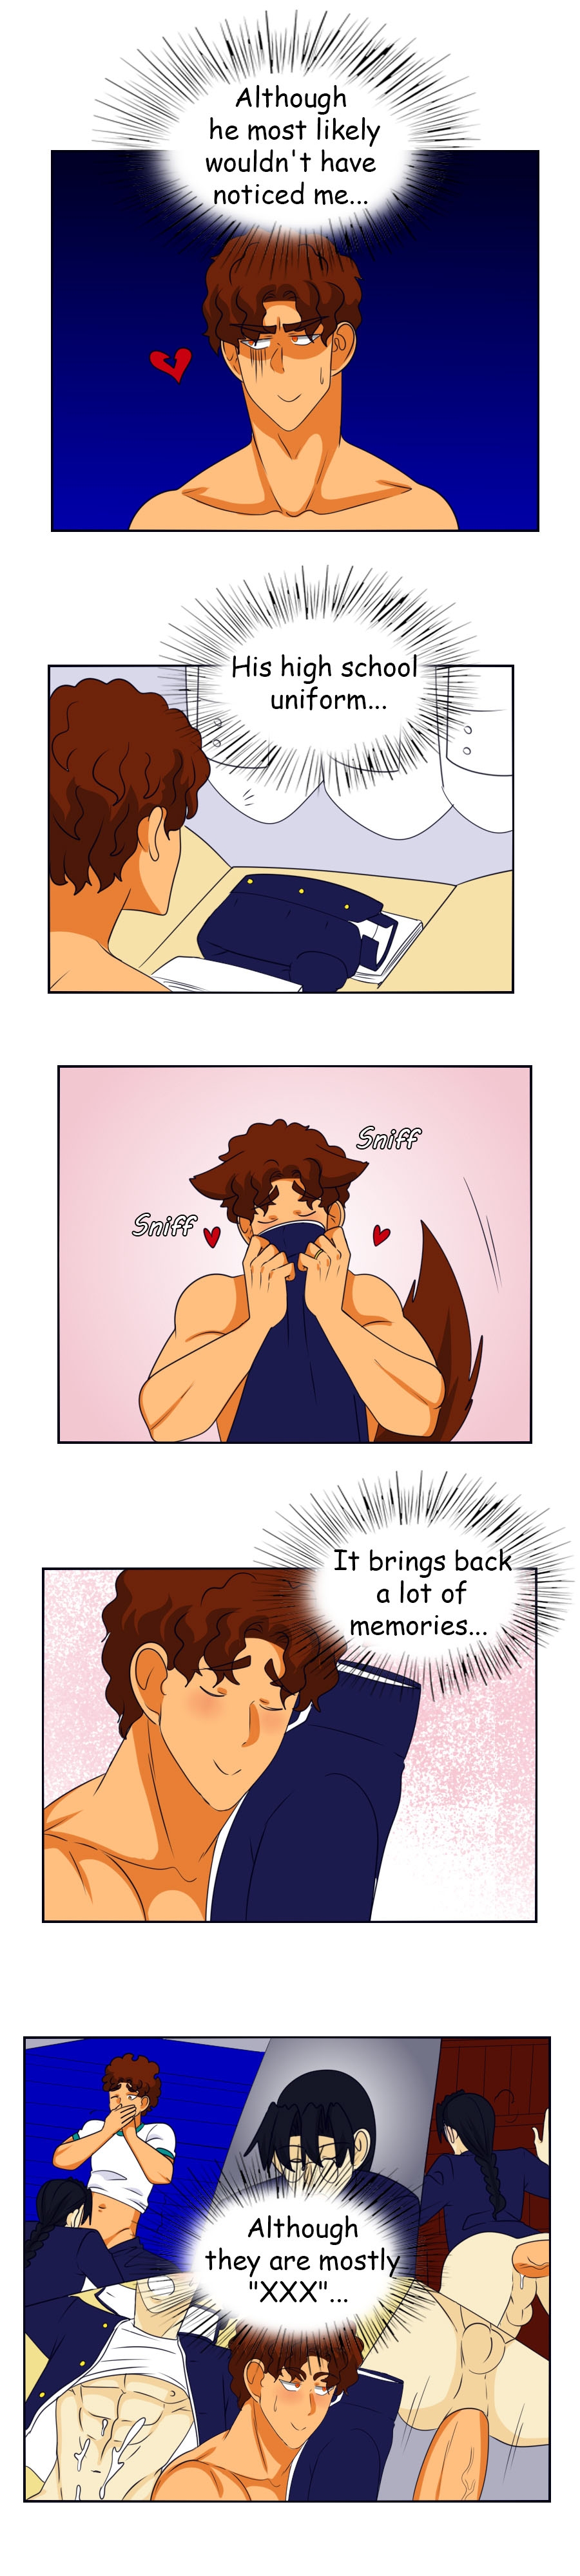 Although
he most likely
wouldn't have
noticed me...
His high school
uniform...
Sniff
Sniff
It brings back
a lot of
memories...
Although
they are mostly
"XXX"...